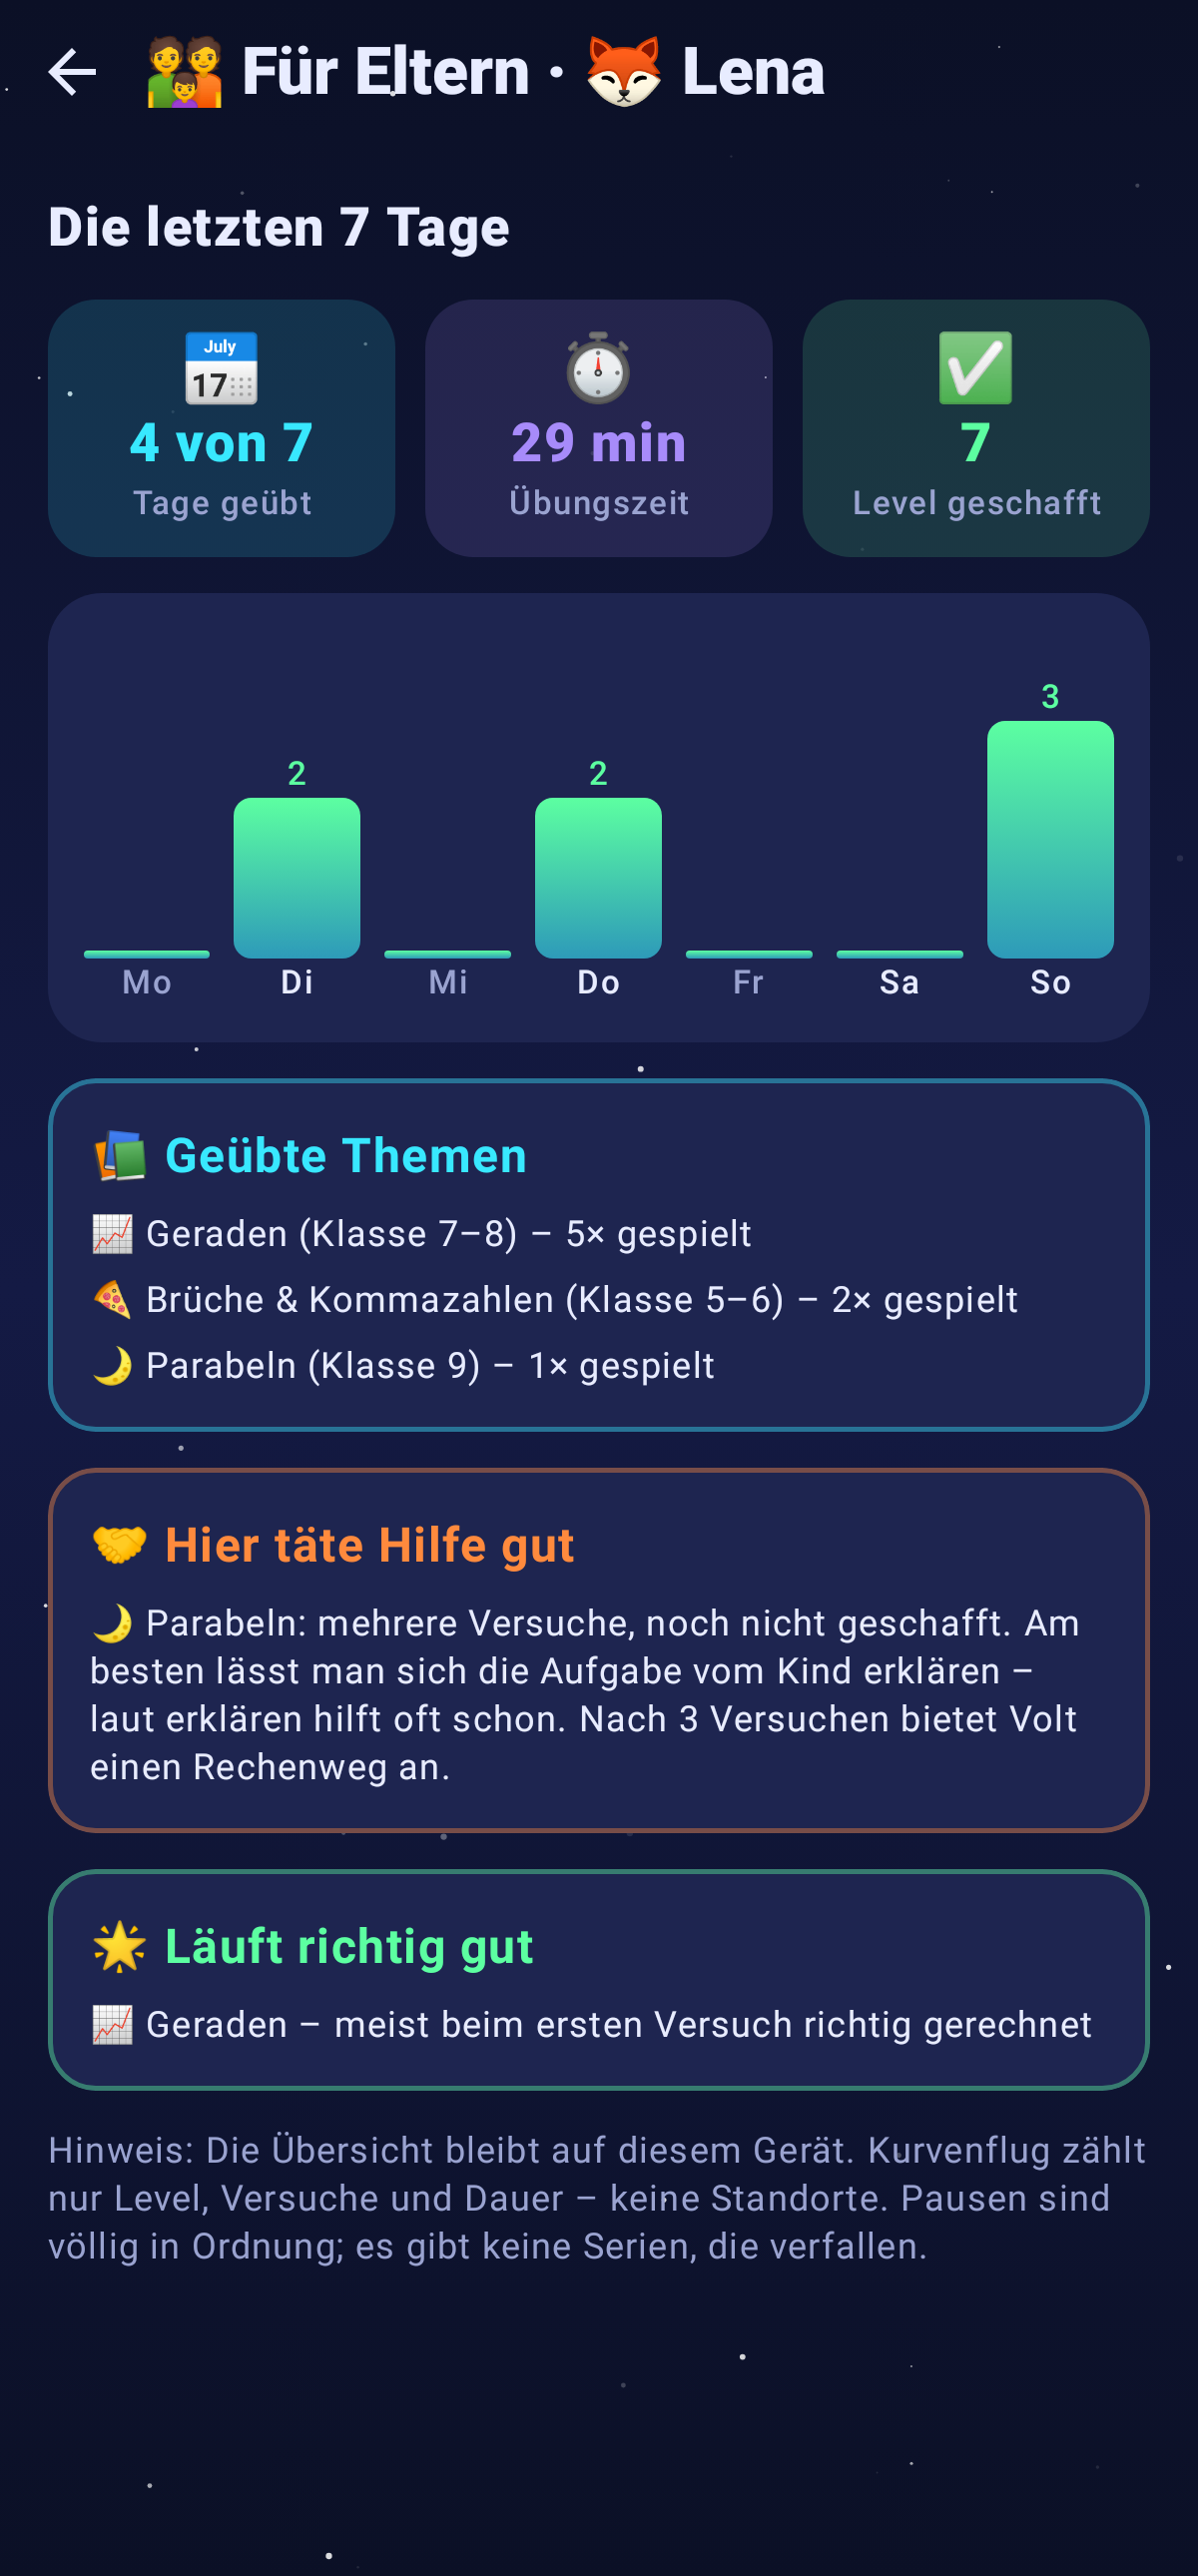 Für Eltern · Lena
Die letzten 7 Tage
July
17
4 von 7
Tage geübt
29 min
Übungszeit
7
Level geschafft
2
2
3
Mo
Di
Mi
Do
Fr
Sa
So
Geübte Themen
Geraden (Klasse 7–8) – 5× gespielt
Brüche & Kommazahlen (Klasse 5–6) – 2× gespielt
Parabeln (Klasse 9) – 1× gespielt
Hier täte Hilfe gut
Parabeln: mehrere Versuche, noch nicht geschafft. Am
besten lässt man sich die Aufgabe vom Kind erklären –
laut erklären hilft oft schon. Nach 3 Versuchen bietet Volt
einen Rechenweg an.
Läuft richtig gut
Geraden – meist beim ersten Versuch richtig gerechnet
Hinweis: Die Übersicht bleibt auf diesem Gerät. Kurvenflug zählt
nur Level, Versuche und Dauer – keine Standorte. Pausen sind
völlig in Ordnung; es gibt keine Serien, die verfallen.